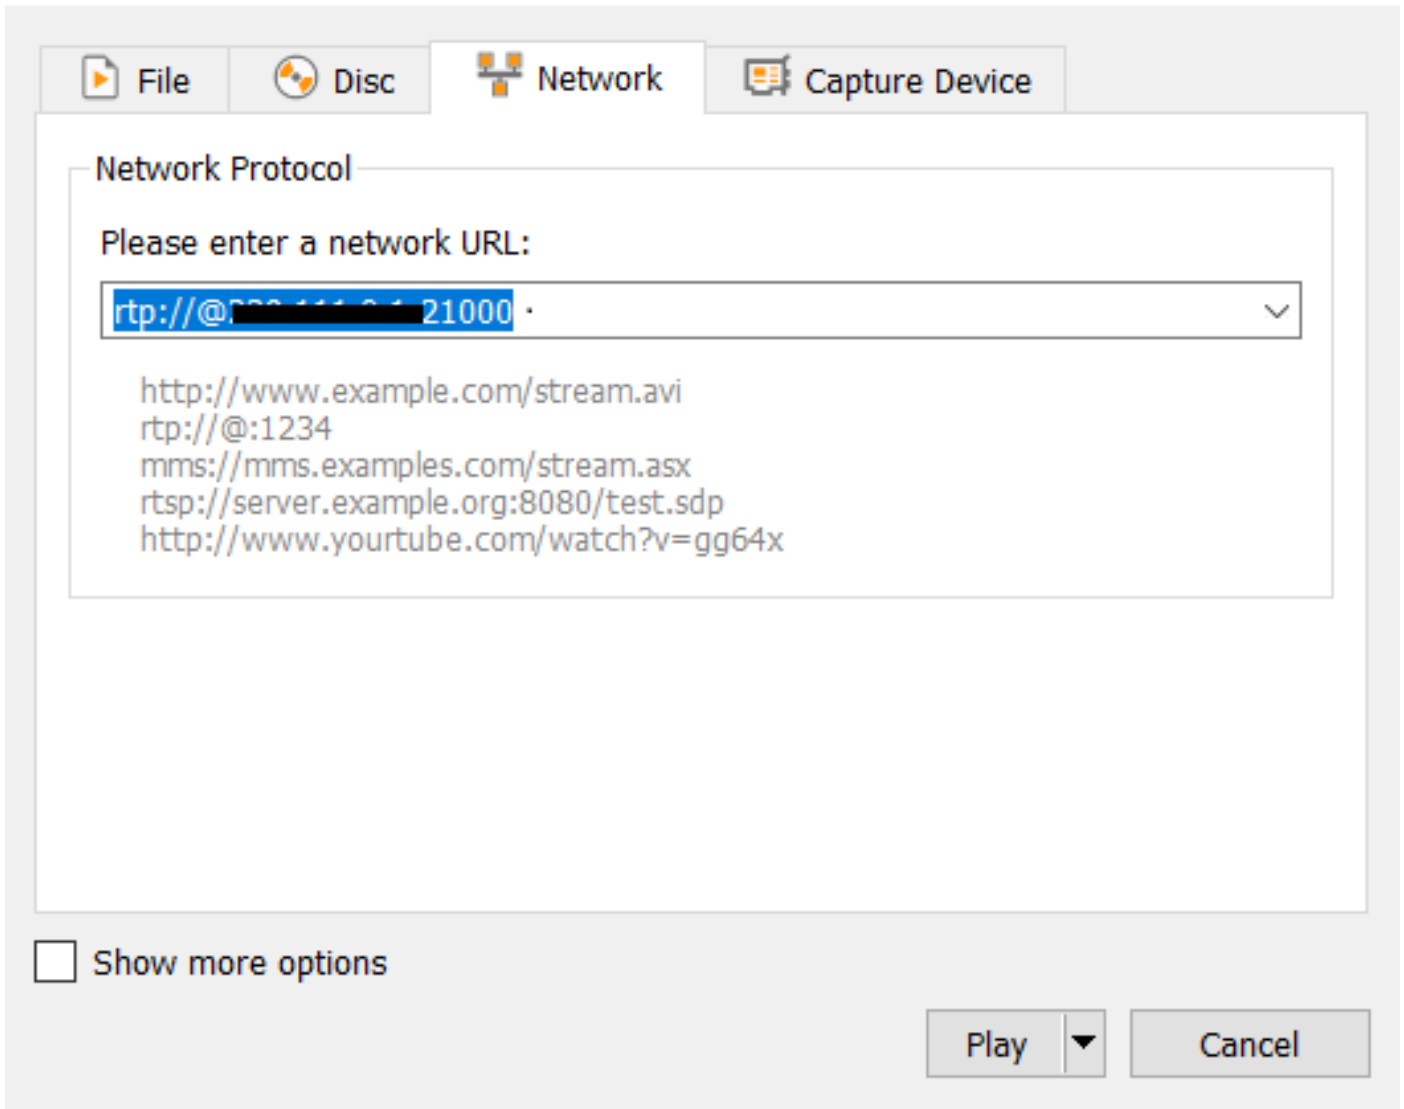 File Disc Network Capture Device
Network Protocol
Please enter a network URL:
rtp://@ 21000
http://www.example.com/stream.avi
rtp://@:1234
mms://mms.examples.com/stream.asx
rtsp://server.example.org:8080/test.sdp
http://www.yourtube.com/watch?v=gg64x
Show more options
Play Cancel